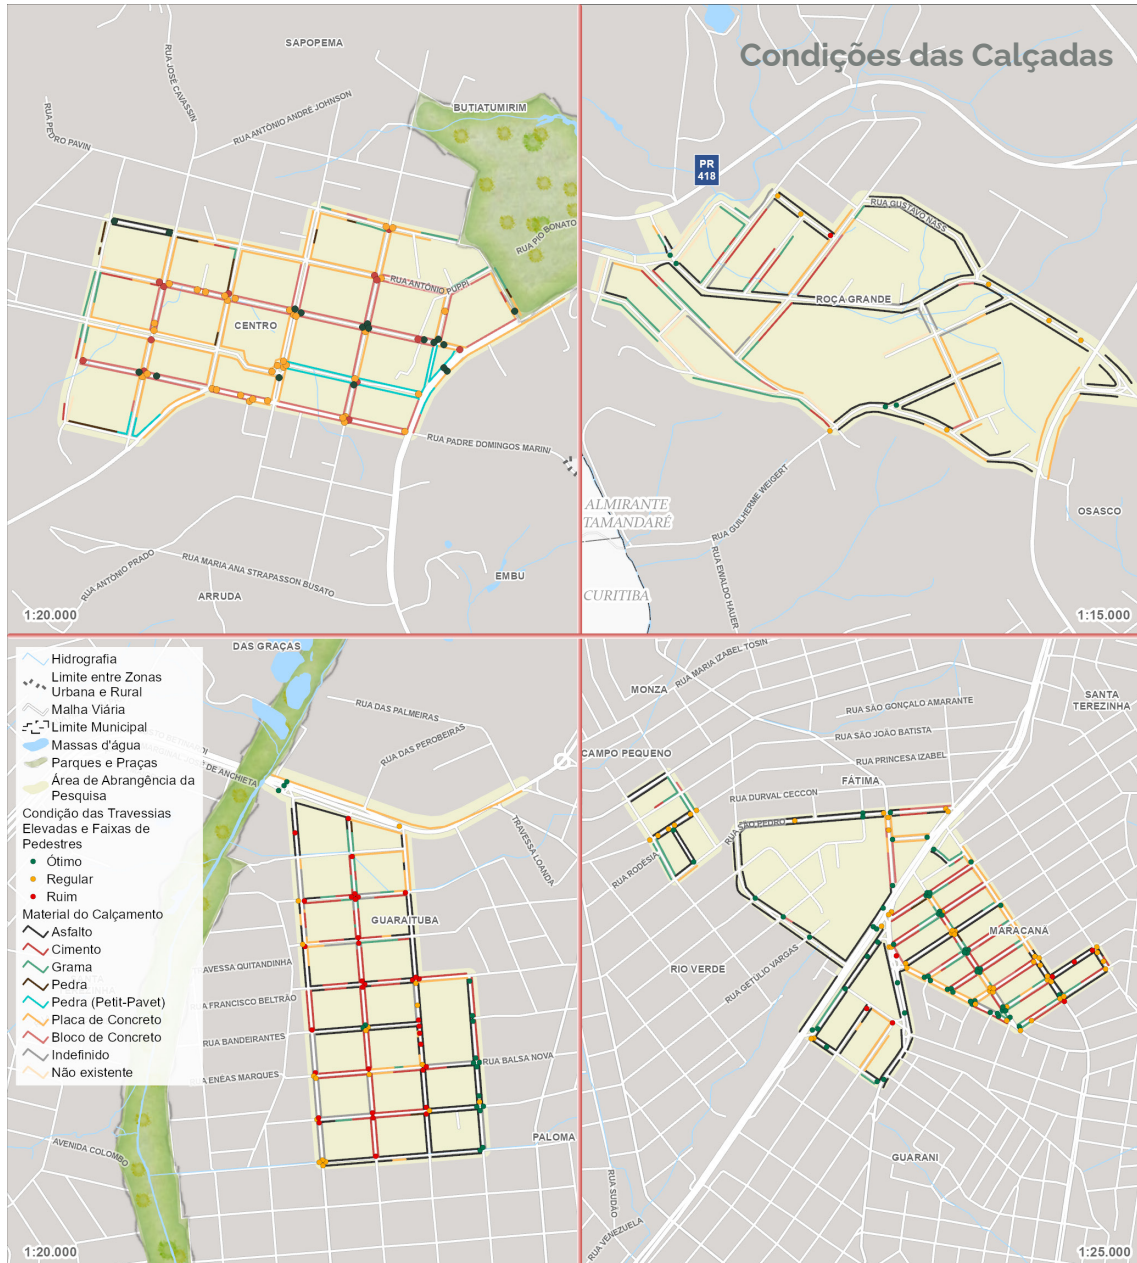 Condições das Calçadas
SAPOPEMA
RUA JOSÉ CAVASSIN
RUA ANTÔNIO ANDRÉ JOHNSON
RUA PEDRO PAVIN
BUTIATUMIRIM
RUA PIO BONATO
RUA ANTÔNIO PUPPI
CENTRO
RUA PADRE DOMINGOS MARINI
RUA ANTÔNIO PRADO
RUA MARIA ANA STRAPASSON BUSATO
ARRUDA
EMBU
1:20.000
PR
418
RUA GUSTAVO NASS
ROÇA GRANDE
RUA GUILHERME WEIGERT
RUA EWALDO HAUER
OSASCO
ALMIRANTE
TAMANDARÉ
CURITIBA
1:15.000
Hidrografia
Limite entre Zonas
Urbana e Rural
Malha Viária
Limite Municipal
Massas d'água
Parques e Praças
Área de Abrangência da
Pesquisa
Condição das Travessias
Elevadas e Faixas de
Pedestres
Ótimo
Regular
Ruim
Material do Calçamento
Asfalto
Cimento
Grama
Pedra
Pedra (Petit-Pavet)
Placa de Concreto
Bloco de Concreto
Indefinido
Não existente
DAS GRAÇAS
RUA DAS PALMEIRAS
RUA DAS PEROBEIRAS
DE ANCHIETA
TRAVESSA LOANDA
GUARAITUBA
TRAVESSA QUITANDINHA
RUA FRANCISCO BELTRÃO
RUA BANDEIRANTES
RUA ENÉAS MARQUES
RUA BALSA NOVA
PALOMA
AVENIDA COLOMBO
1:20.000
RUA MARIA IZABEL TOSIN
MONZA
RUA SÃO GONÇALO AMARANTE
SANTA
TEREZINHA
RUA SÃO JOÃO BATISTA
CAMPO PEQUENO
RUA PRINCESA IZABEL
FÁTIMA
RUA DURVAL CECCON
RUA SÃO PEDRO
RUA RODÉSIA
MARACANÃ
RIO VERDE
RUA GETÚLIO VARGAS
GUARANI
RUA SUDÃO
RUA VENEZUELA
1:25.000